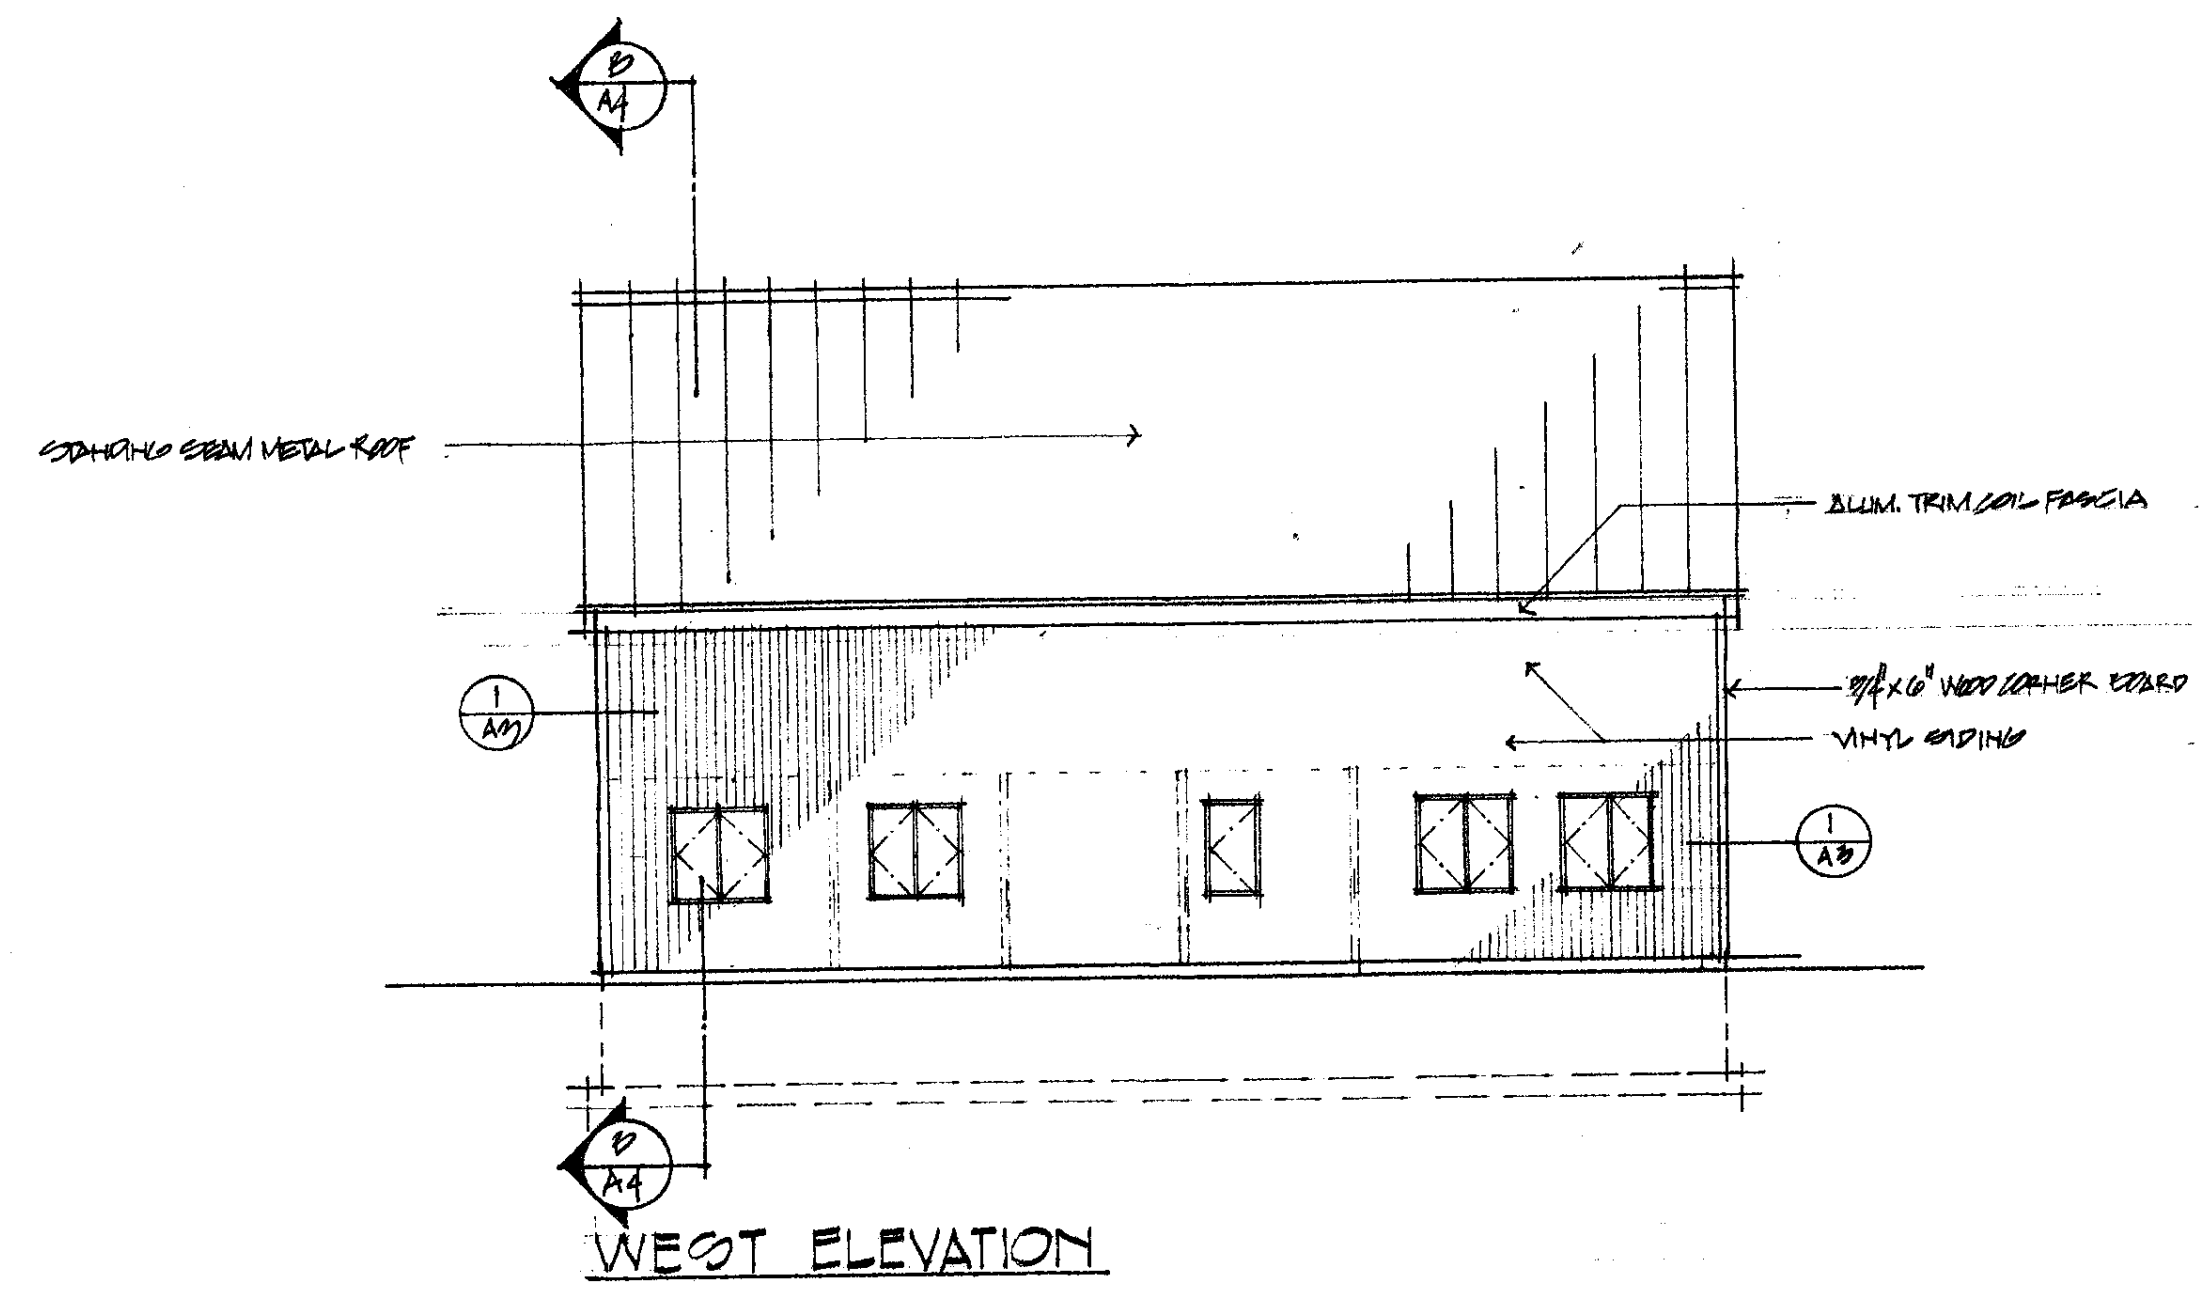 B
A4
STANDING SEAM METAL ROOF
ALUM. TRIM COIL FASCIA
3/4" X 6" WOOD CORNER BOARD
1
A3
VINYL SIDING
1
A3
B
A4
WEST ELEVATION